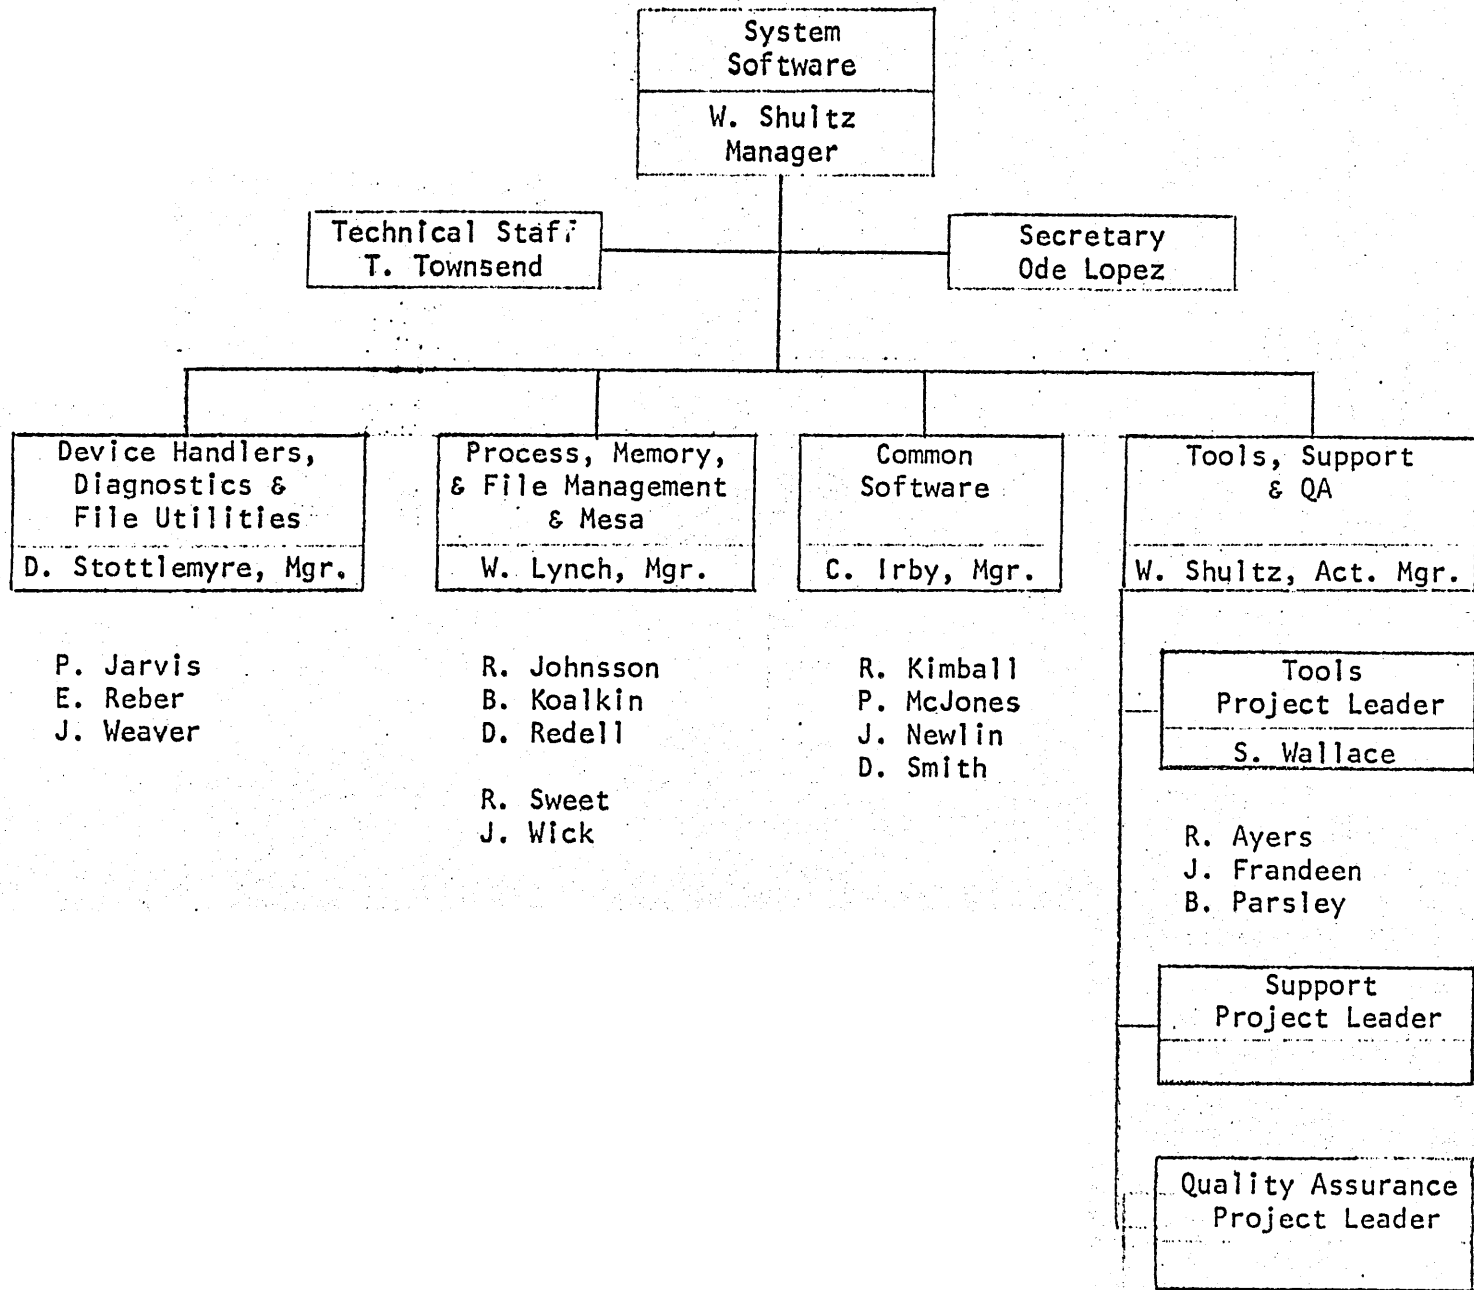 System
Software
W. Shultz
Manager
Technical Staff
T. Townsend
Secretary
Ode Lopez
Device Handlers,
Diagnostics &
File Utilities
D. Stottlemyre, Mgr.
P. Jarvis
E. Reber
J. Weaver
Process, Memory,
& File Management
& Mesa
W. Lynch, Mgr.
R. Johnsson
B. Koalkin
D. Redell
R. Sweet
J. Wick
Common
Software
C. Irby, Mgr.
R. Kimball
P. McJones
J. Newlin
D. Smith
Tools, Support
& QA
W. Shultz, Act. Mgr.
Tools
Project Leader
S. Wallace
R. Ayers
J. Frandeen
B. Parsley
Support
Project Leader
Quality Assurance
Project Leader